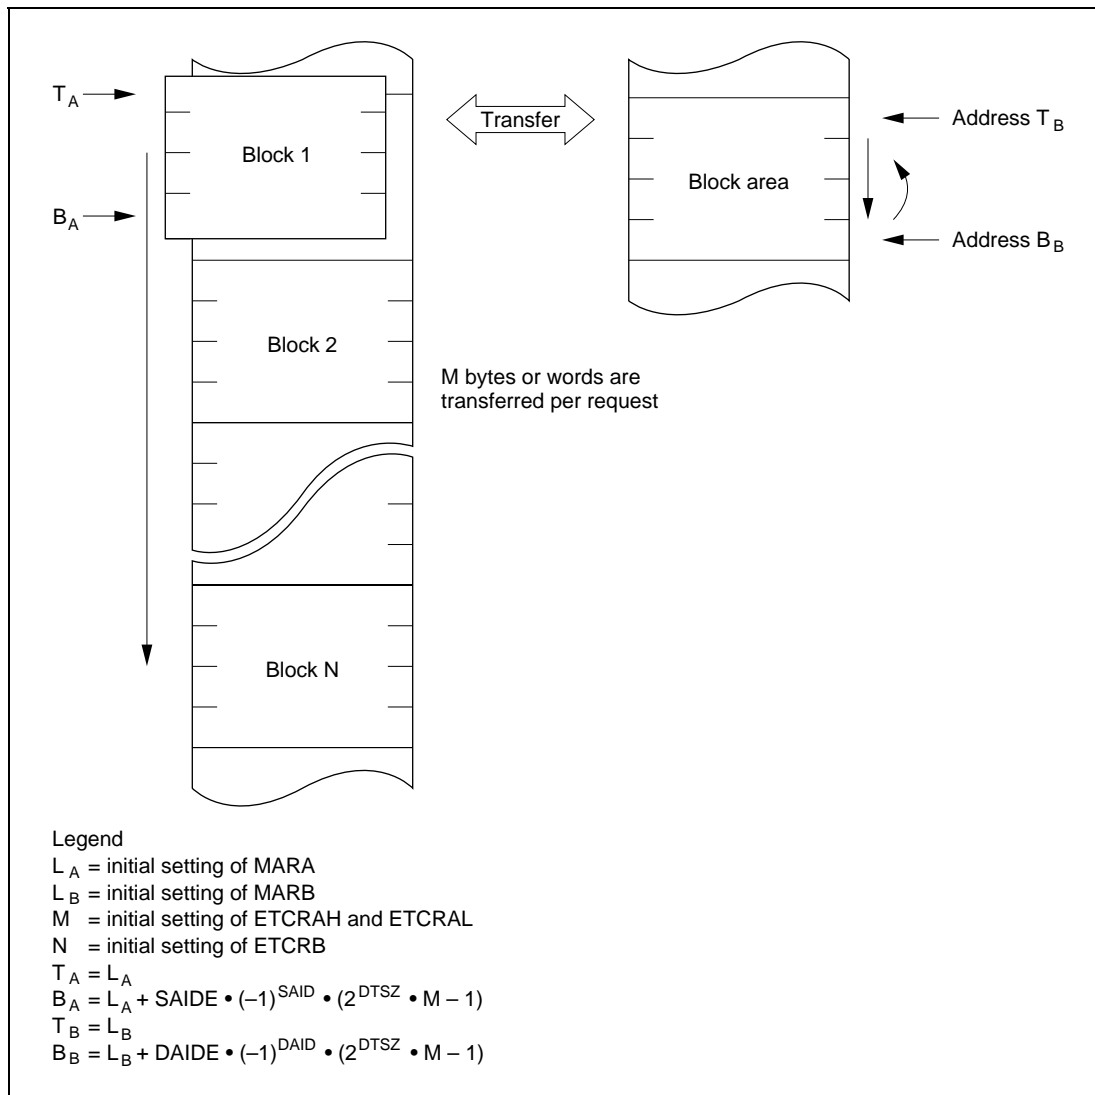 T A
Block 1
B A
Transfer
Address T B
Block area
Address B B
Block 2
M bytes or words are
transferred per request
Block N
Legend
L A = initial setting of MARA
L B = initial setting of MARB
M = initial setting of ETCRAH and ETCRAL
N = initial setting of ETCRB
T A = L A
B A = L A + SAIDE • (–1)SAID • (2DTSZ • M – 1)
T B = L B
B B = L B + DAIDE • (–1)DAID • (2DTSZ • M – 1)